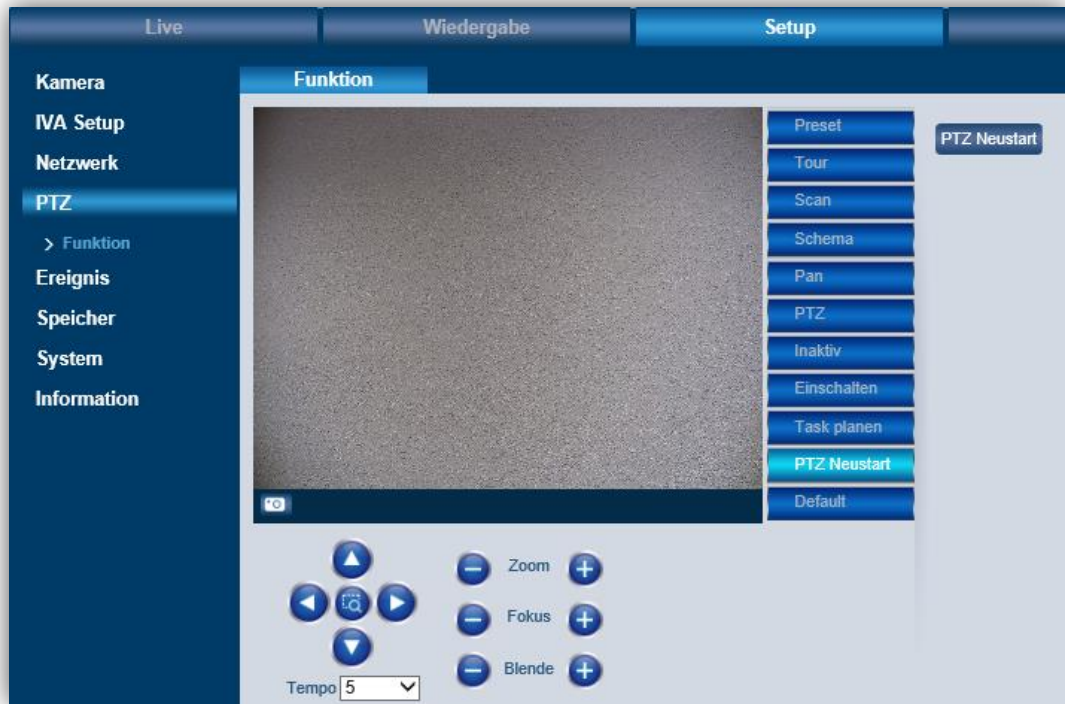 Live
Wiedergabe
Setup
Kamera
IVA Setup
Netzwerk
PTZ
Funktion
Ereignis
Speicher
System
Information
Funktion
Preset
Tour
Scan
Schema
Pan
PTZ
Inaktiv
Einschalten
Task planen
PTZ Neustart
Default
PTZ Neustart
Zoom
Fokus
Blende
Tempo 5